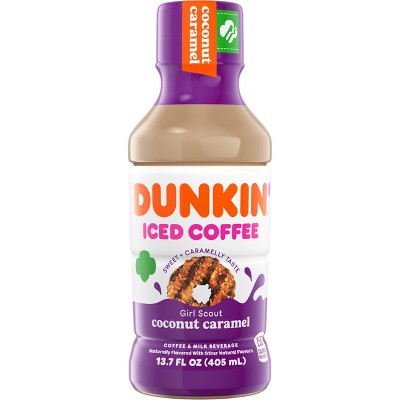 coconut
caramel
DUNKIN'
ICED COFFEE
SWEET + CARAMELLY TASTE
Girl Scout
coconut caramel
COFFEE & MILK BEVERAGE
Naturally Flavored With Other Natural Flavors
13.7 FL OZ (405 mL)